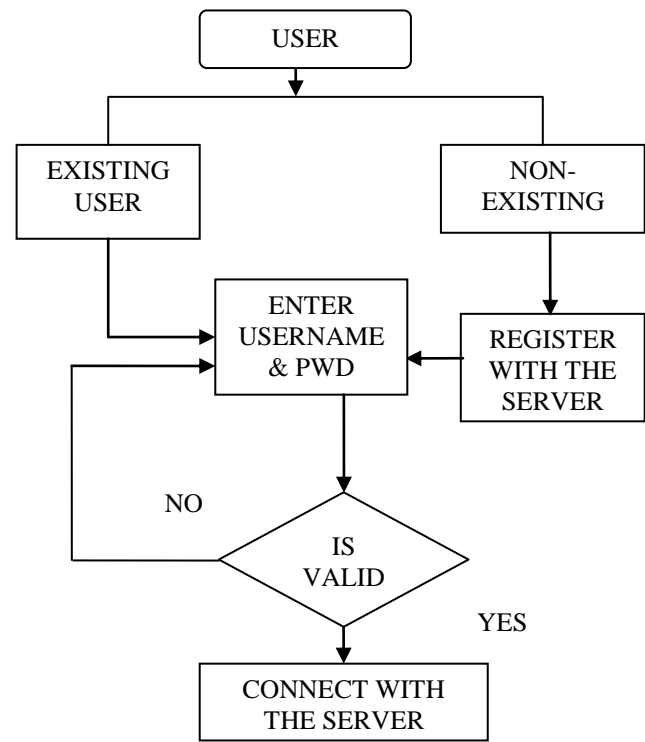 USER
EXISTING
USER
NON-
EXISTING
ENTER
USERNAME
& PWD
REGISTER
WITH THE
SERVER
NO
IS
VALID
YES
CONNECT WITH
THE SERVER